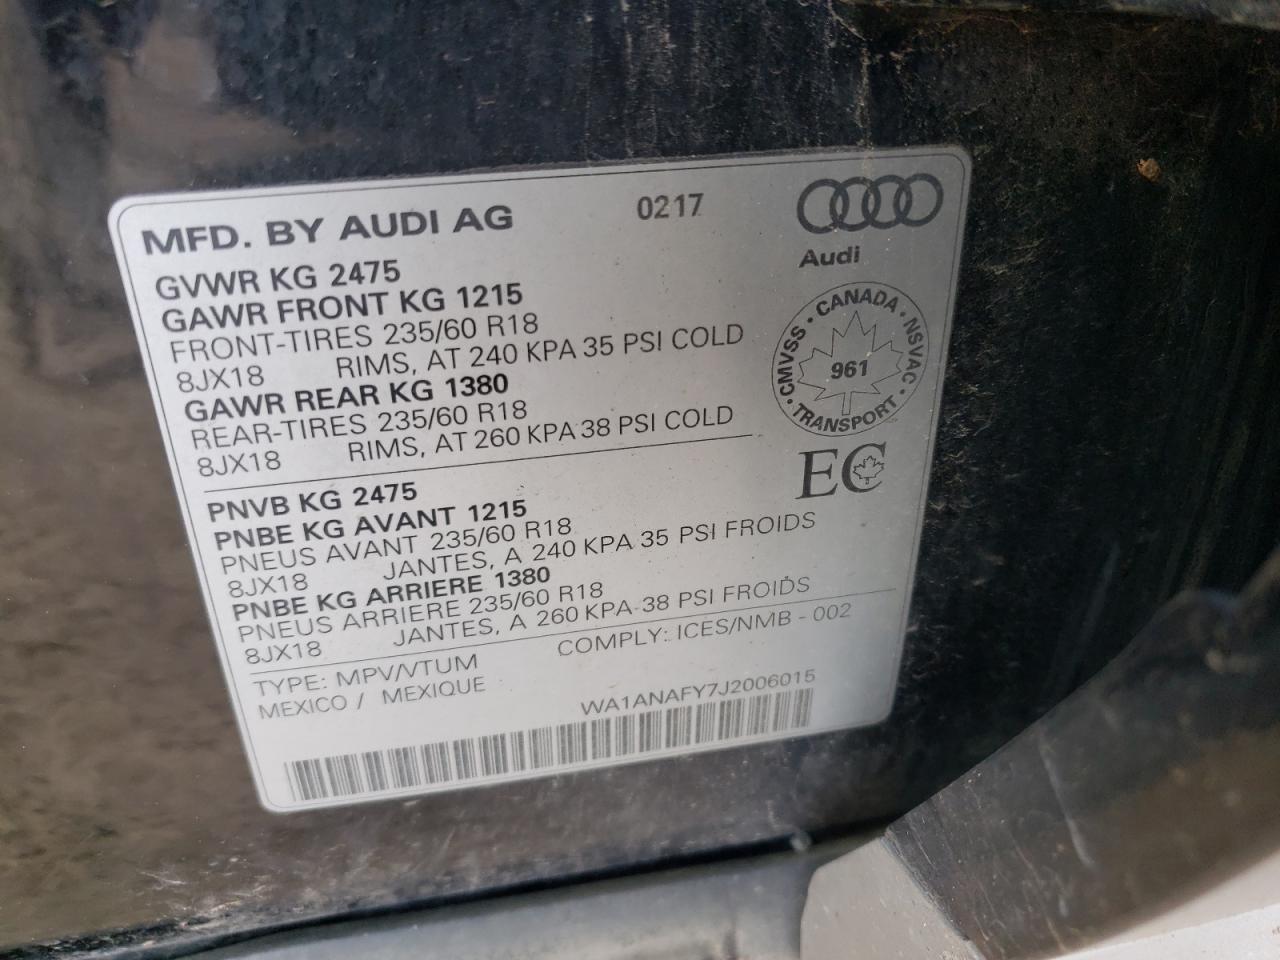 MFD. BY AUDI AG 0217
Audi
GVWR KG 2475
GAWR FRONT KG 1215
FRONT-TIRES 235/60 R18
8JX18 RIMS, AT 240 KPA 35 PSI COLD
GAWR REAR KG 1380
REAR-TIRES 235/60 R18
8JX18 RIMS, AT 260 KPA 38 PSI COLD
CMVSS · CANADA · NSVAC · TRANSPORT ·
961
EC
PNVB KG 2475
PNBE KG AVANT 1215
PNEUS AVANT 235/60 R18
8JX18 JANTES, A 240 KPA 35 PSI FROIDS
PNBE KG ARRIERE 1380
PNEUS ARRIERE 235/60 R18
8JX18 JANTES, A 260 KPA 38 PSI FROIDS
TYPE: MPV/VTUM COMPLY: ICES/NMB - 002
MEXICO / MEXIQUE
WA1ANAFY7J2006015